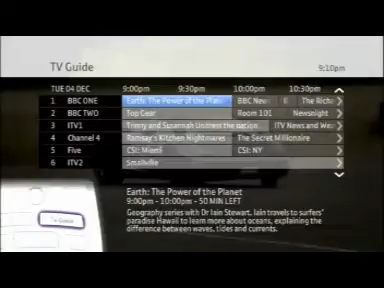 TV Guide
9:10pm
TUE 04 DEC 9:00pm 9:30pm 10:00pm 10:30pm
1 BBC ONE Earth: The Power of the Plan BBC New The Richa
2 BBC TWO Top Gear Room 101 Newsnight
3 ITV1 Trinny and Susannah Undress the nation ITV News and Wea
4 Channel 4 Ramsay's Kitchen Nightmares The Secret Millionaire
5 Five CSI: Miami CSI: NY
6 ITV2 Smallville
Earth: The Power of the Planet
9:00pm - 10:00pm - 50 MIN LEFT
Geography series with Dr Iain Stewart. Iain travels to surfers'
paradise Hawaii to learn more about oceans, explaining the
difference between waves, tides and currents.
TV Guide